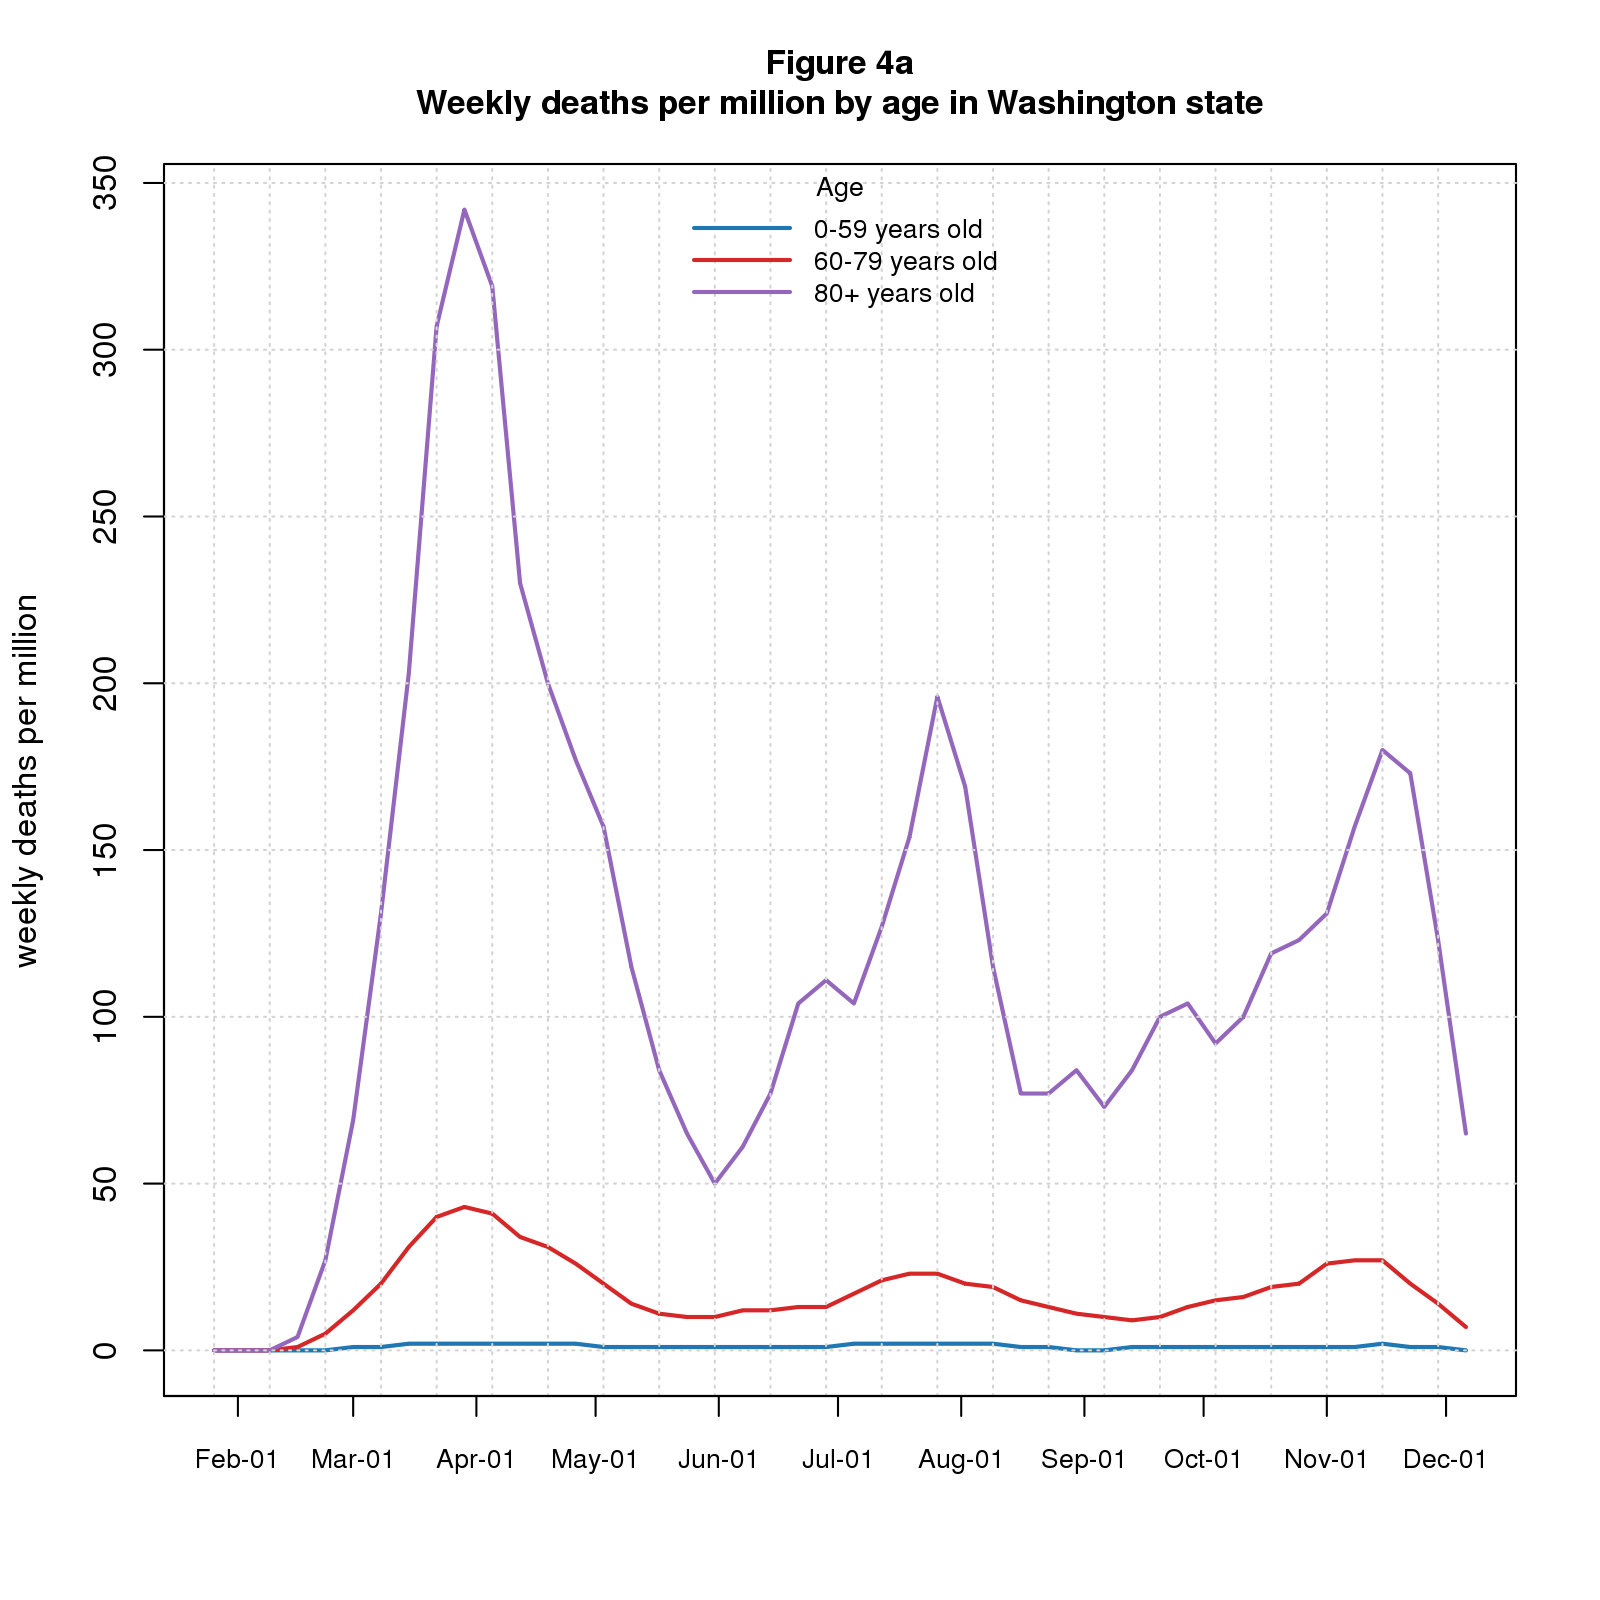 Figure 4a
Weekly deaths per million by age in Washington state
Age
0-59 years old
60-79 years old
80+ years old
weekly deaths per million
350
300
250
200
150
100
50
0
Feb-01 Mar-01 Apr-01 May-01 Jun-01 Jul-01 Aug-01 Sep-01 Oct-01 Nov-01 Dec-01